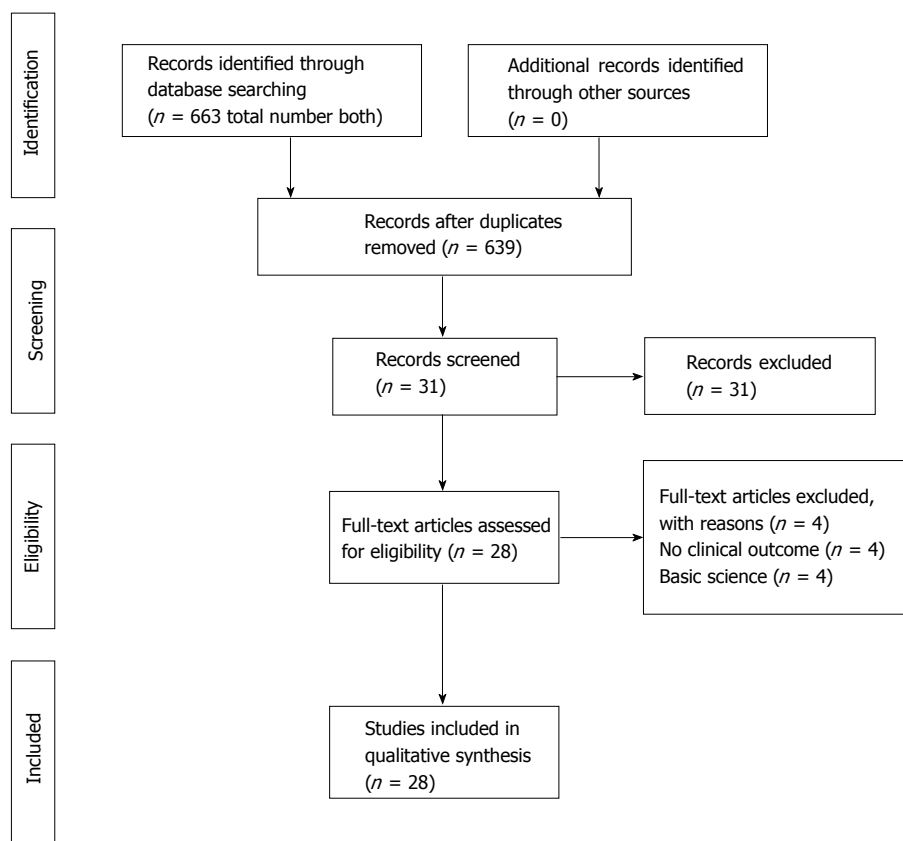 Identification
Records identified through
database searching
(n = 663 total number both)
Additional records identified
through other sources
(n = 0)
Records after duplicates
removed (n = 639)
Screening
Records screened
(n = 31)
Records excluded
(n = 31)
Eligibility
Full-text articles assessed
for eligibility (n = 28)
Full-text articles excluded,
with reasons (n = 4)
No clinical outcome (n = 4)
Basic science (n = 4)
Included
Studies included in
qualitative synthesis
(n = 28)